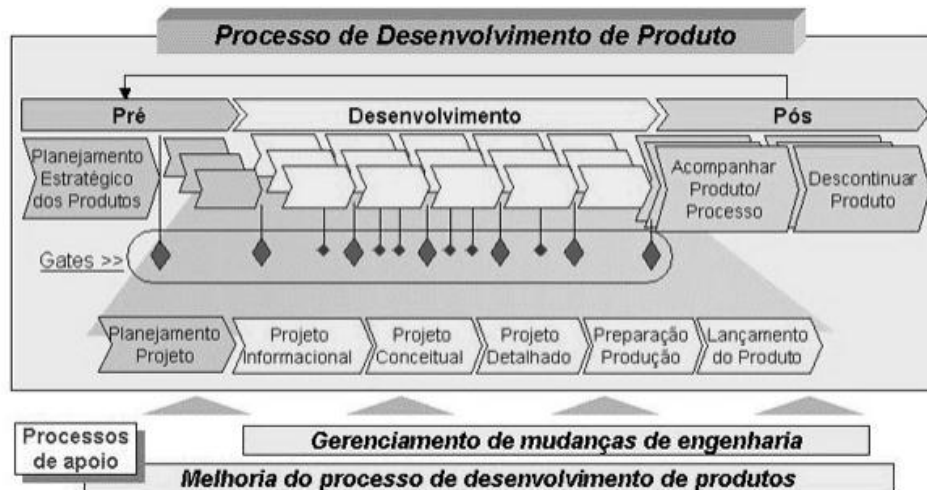 Processo de Desenvolvimento de Produto
Pré
Desenvolvimento
Pós
Planejamento
Estratégico
dos Produtos
Acompanhar
Produto/
Processo
Descontinuar
Produto
Gates >>
Planejamento
Projeto
Projeto
Informacional
Projeto
Conceitual
Projeto
Detalhado
Preparação
Produção
Lançamento
do Produto
Processos
de apoio
Gerenciamento de mudanças de engenharia
Melhoria do processo de desenvolvimento de produtos